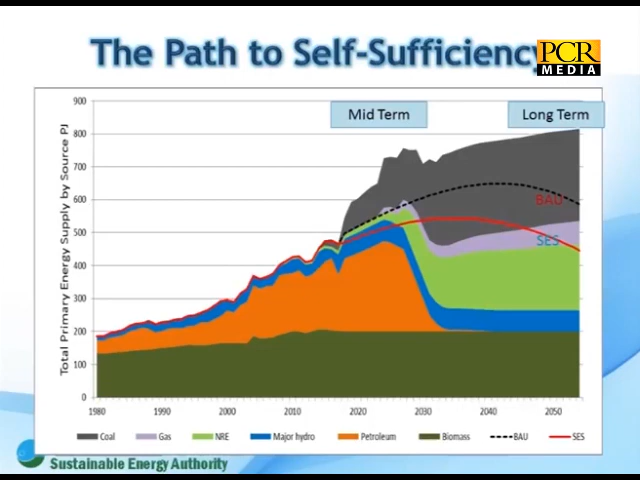 The Path to Self-Sufficiency
PCR
MEDIA
Mid Term
Long Term
Total Primary Energy Supply by Source PJ
900
800
700
600
500
400
300
200
100
0
BAU
SES
1980
1990
2000
2010
2020
2030
2040
2050
Coal
Gas
NRE
Major hydro
Petroleum
Biomass
BAU
SES
Sustainable Energy Authority